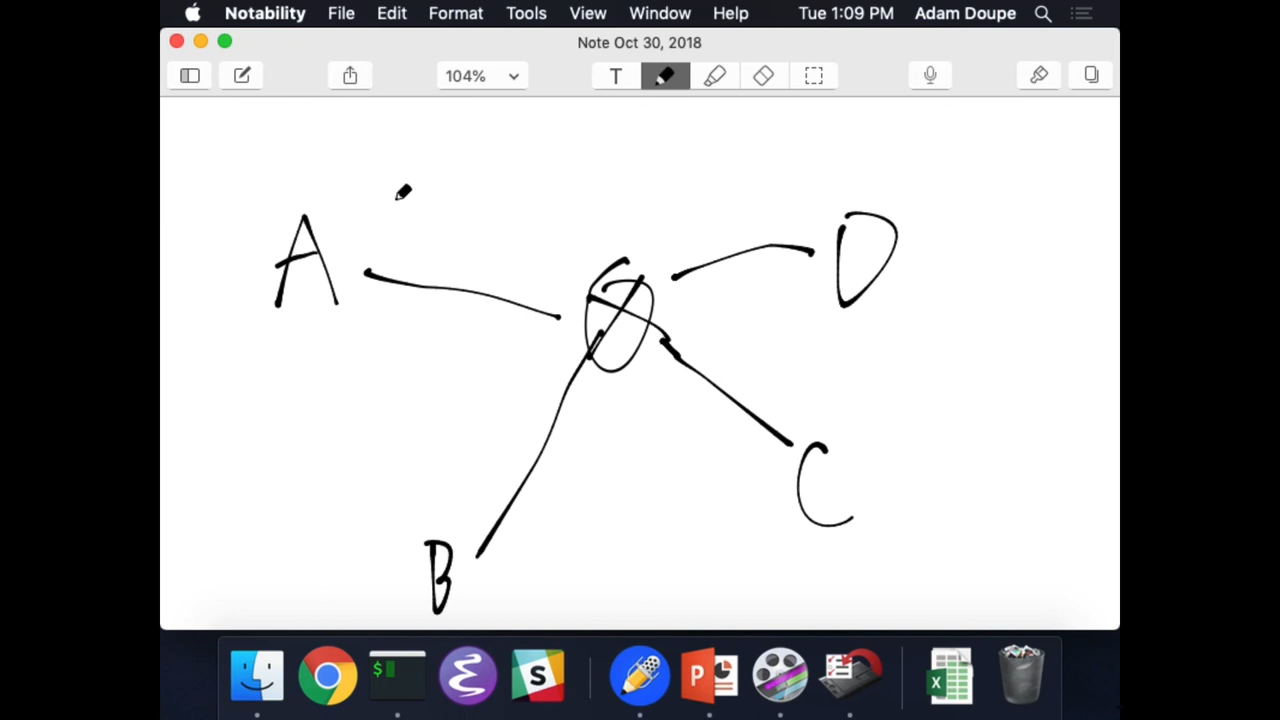 Notability File Edit Format Tools View Window Help Tue 1:09 PM Adam Doupe
Note Oct 30, 2018
104% T
A
D
C
B
$
S
P
X